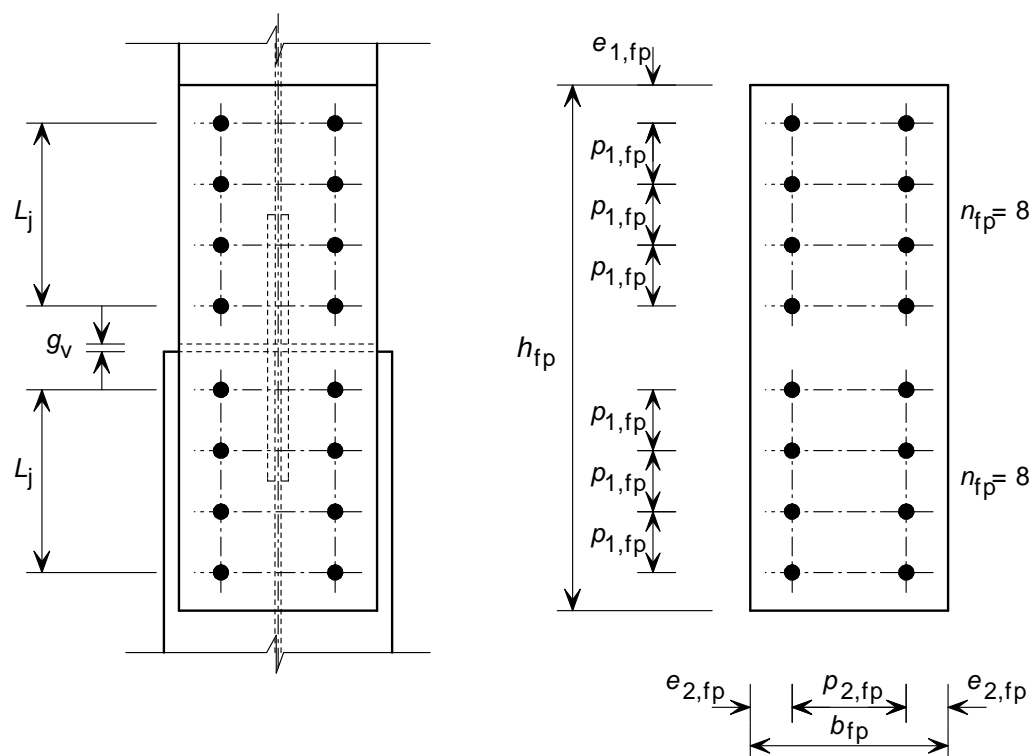 e1,fp
p1,fp
p1,fp
p1,fp
Lj
nfp= 8
gv
hfp
p1,fp
p1,fp
p1,fp
Lj
nfp= 8
e2,fp
p2,fp
e2,fp
bfp